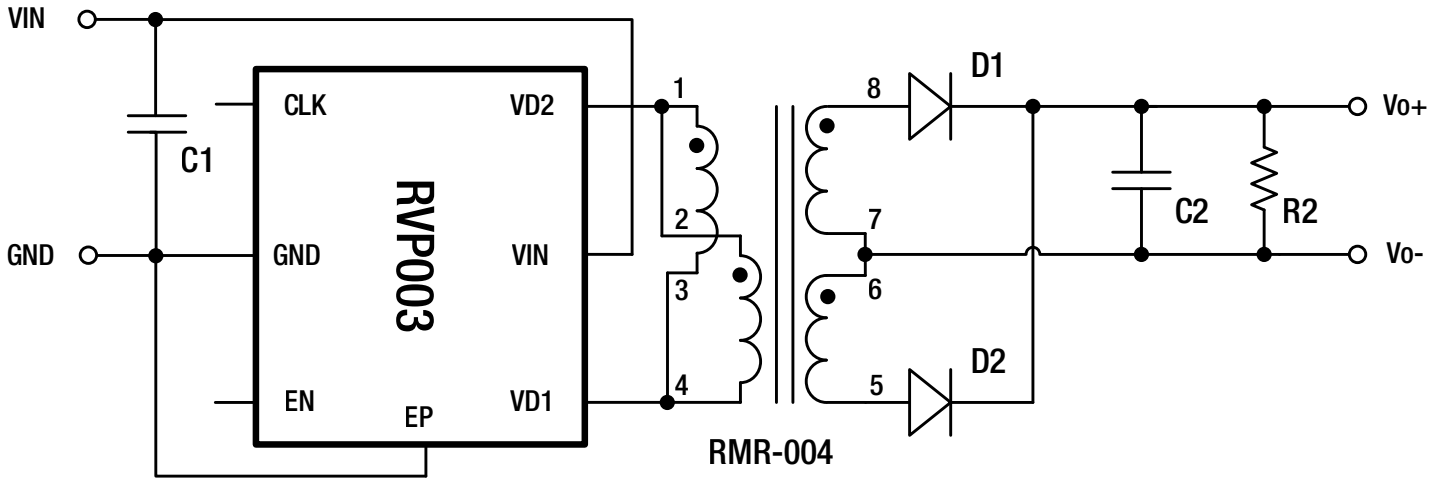 VIN
GND
C1
CLK
GND
EN
EP
RVP003
VD2
VIN
VD1
1
2
3
4
RMR-004
8
7
6
5
D1
D2
C2
R2
Vo+
Vo-